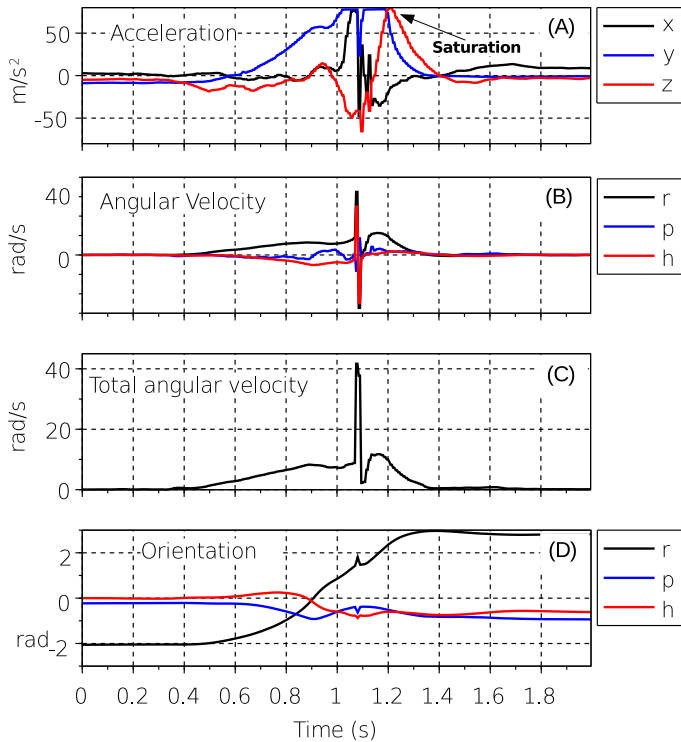 Acceleration
(A)
Saturation
m/s²
50
0
-50
x
y
z
Angular Velocity
(B)
rad/s
40
0
r
p
h
Total angular velocity
(C)
rad/s
40
20
0
Orientation
(D)
rad
2
0
-2
r
p
h
0 0.2 0.4 0.6 0.8 1 1.2 1.4 1.6 1.8
Time (s)